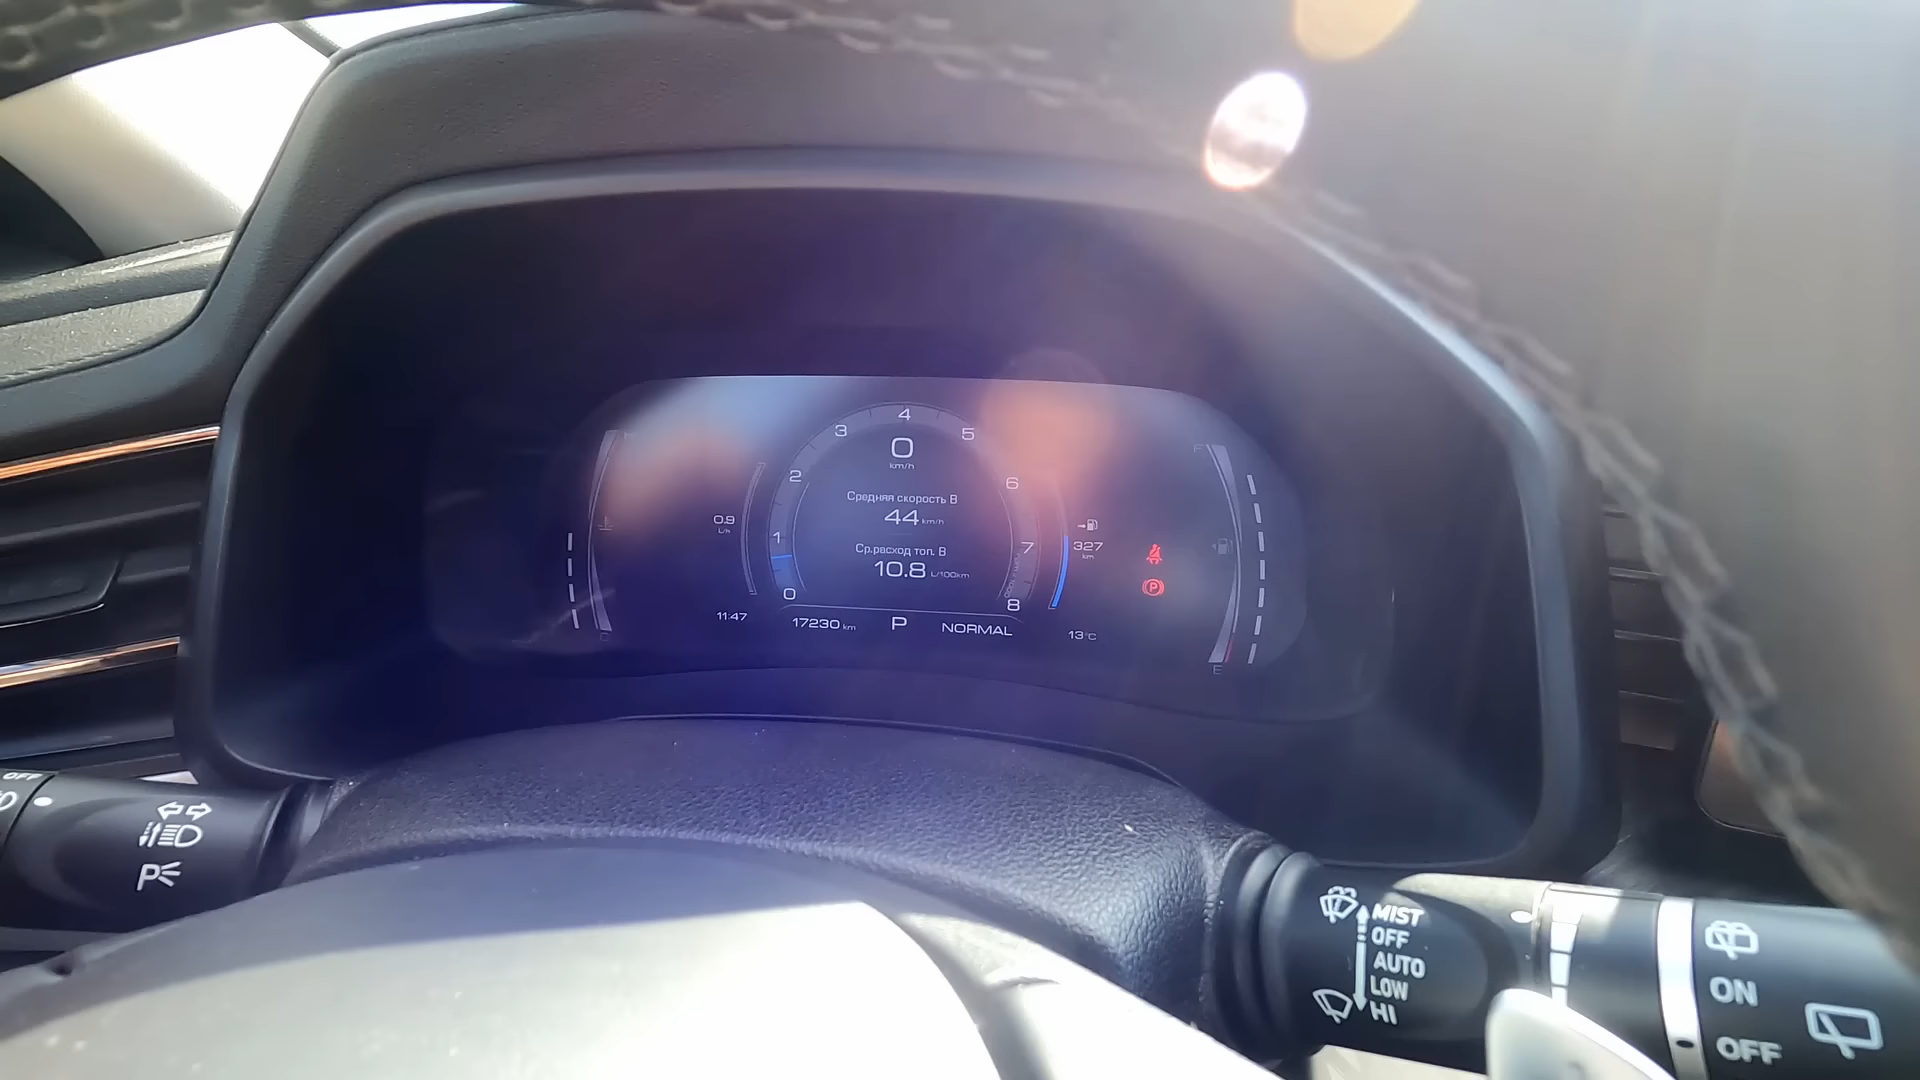 4
3
5
0
km/h
2
6
Средняя скорость B
44 km/h
0.9
L/h
1
7
327
km
Ср.расход топ. B
10.8 L/100km
0
8
11:47
17230 km
P
NORMAL
13°C
F
E
C
OFF
P
MIST
OFF
AUTO
LOW
HI
ON
OFF